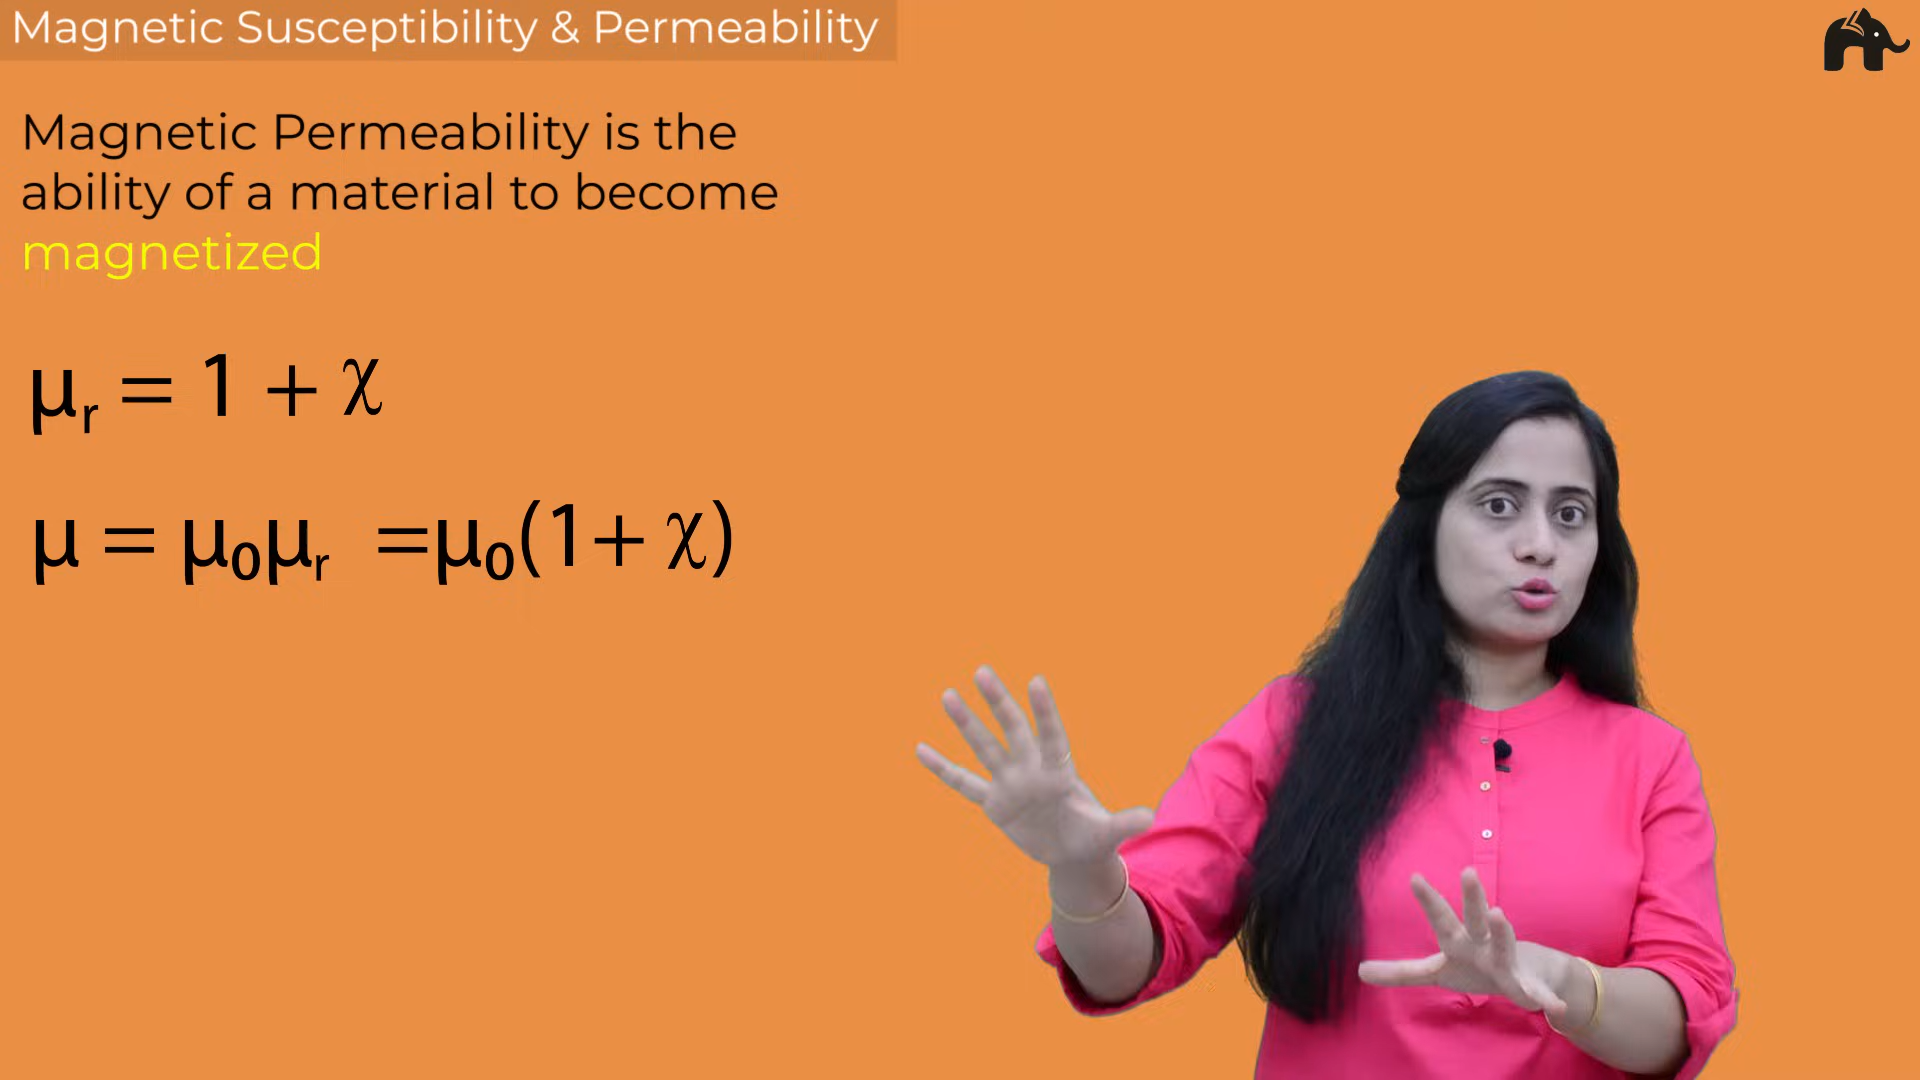 Magnetic Susceptibility & Permeability
Magnetic Permeability is the
ability of a material to become
magnetized
μᵣ = 1 + χ
μ = μ₀μᵣ =μ₀(1+ χ)